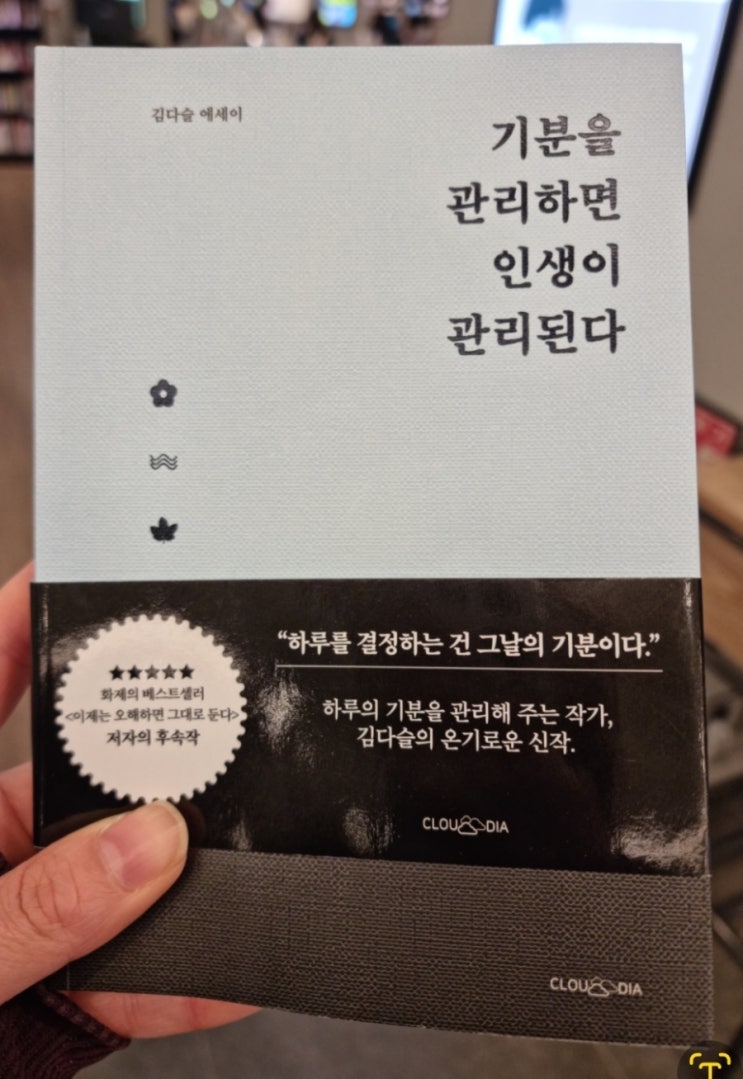 김다슬 에세이
기분을
관리하면
인생이
관리된다
★★★★★
화제의 베스트셀러
<이제는 오해하면 그대로 둔다>
저자의 후속작
“하루를 결정하는 건 그날의 기분이다.”
하루의 기분을 관리해 주는 작가,
김다슬의 온기로운 신작.
CLOUDIA
CLOUDIA